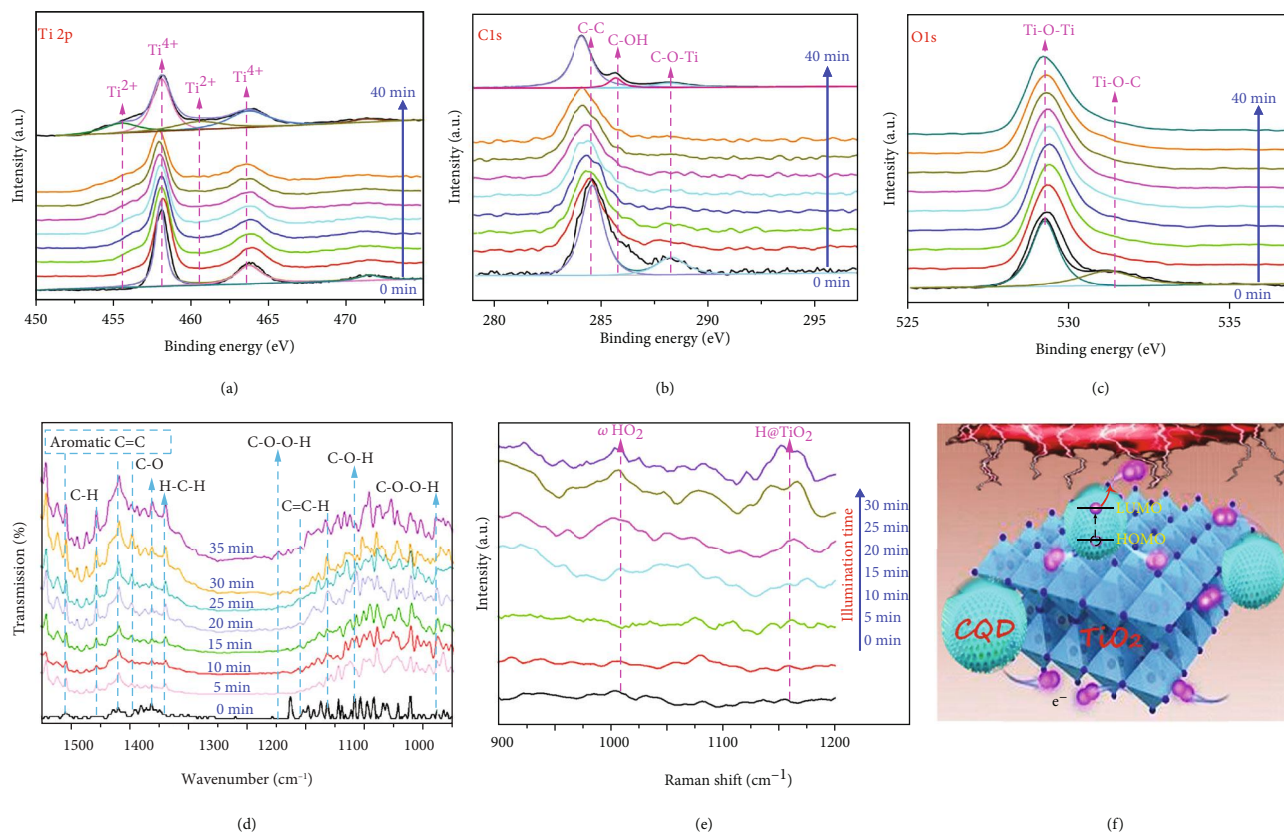 Ti 2p
Ti2+
Ti4+
Ti2+
Ti4+
40 min
0 min
Intensity (a.u.)
450 455 460 465 470
Binding energy (eV)
(a)
C1s
C-C
C-OH
C-O-Ti
40 min
0 min
Intensity (a.u.)
280 285 290 295
Binding energy (eV)
(b)
O1s
Ti-O-Ti
Ti-O-C
40 min
0 min
Intensity (a.u.)
525 530 535
Binding energy (eV)
(c)
Aromatic C=C
C-H
C-O
H-C-H
C-O-O-H
C=C-H
C-O-H
C-O-O-H
35 min
30 min
25 min
20 min
15 min
10 min
5 min
0 min
Transmission (%)
1500 1400 1300 1200 1100 1000
Wavenumber (cm⁻¹)
(d)
ω HO₂
H@TiO₂
30 min
25 min
20 min
15 min
10 min
5 min
0 min
Illumination time
Intensity (a.u.)
900 1000 1100 1200
Raman shift (cm⁻¹)
(e)
LUMO
HOMO
CQD
TiO₂
e⁻
(f)